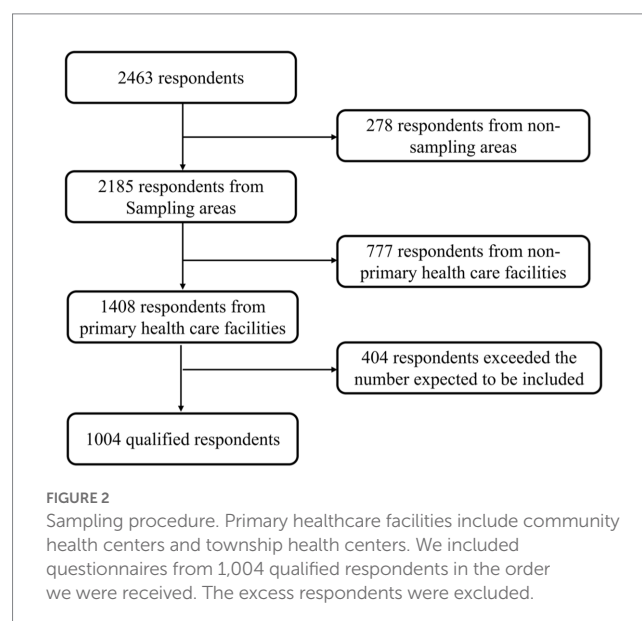 2463 respondents
278 respondents from non-
sampling areas
2185 respondents from
Sampling areas
777 respondents from non-
primary health care facilities
1408 respondents from
primary health care facilities
404 respondents exceeded the
number expected to be included
1004 qualified respondents
FIGURE 2
Sampling procedure. Primary healthcare facilities include community
health centers and township health centers. We included
questionnaires from 1,004 qualified respondents in the order
we were received. The excess respondents were excluded.